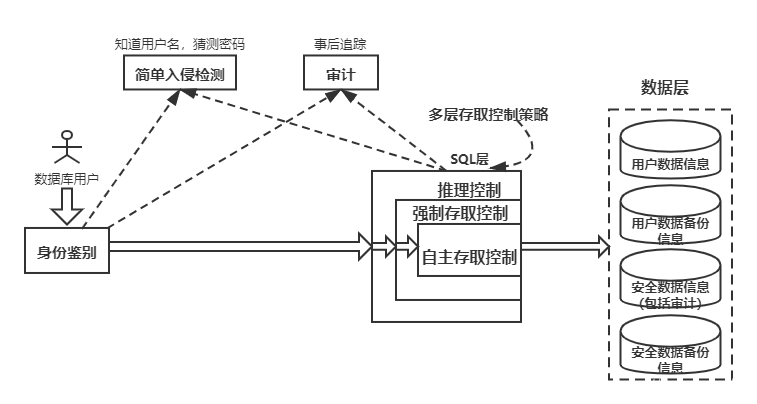 知道用户名，猜测密码
简单入侵检测
事后追踪
审计
数据层
多层存取控制策略
SQL层
数据库用户
身份鉴别
推理控制
强制存取控制
自主存取控制
用户数据信息
用户数据备份
信息
安全数据信息
（包括审计）
安全数据备份
信息